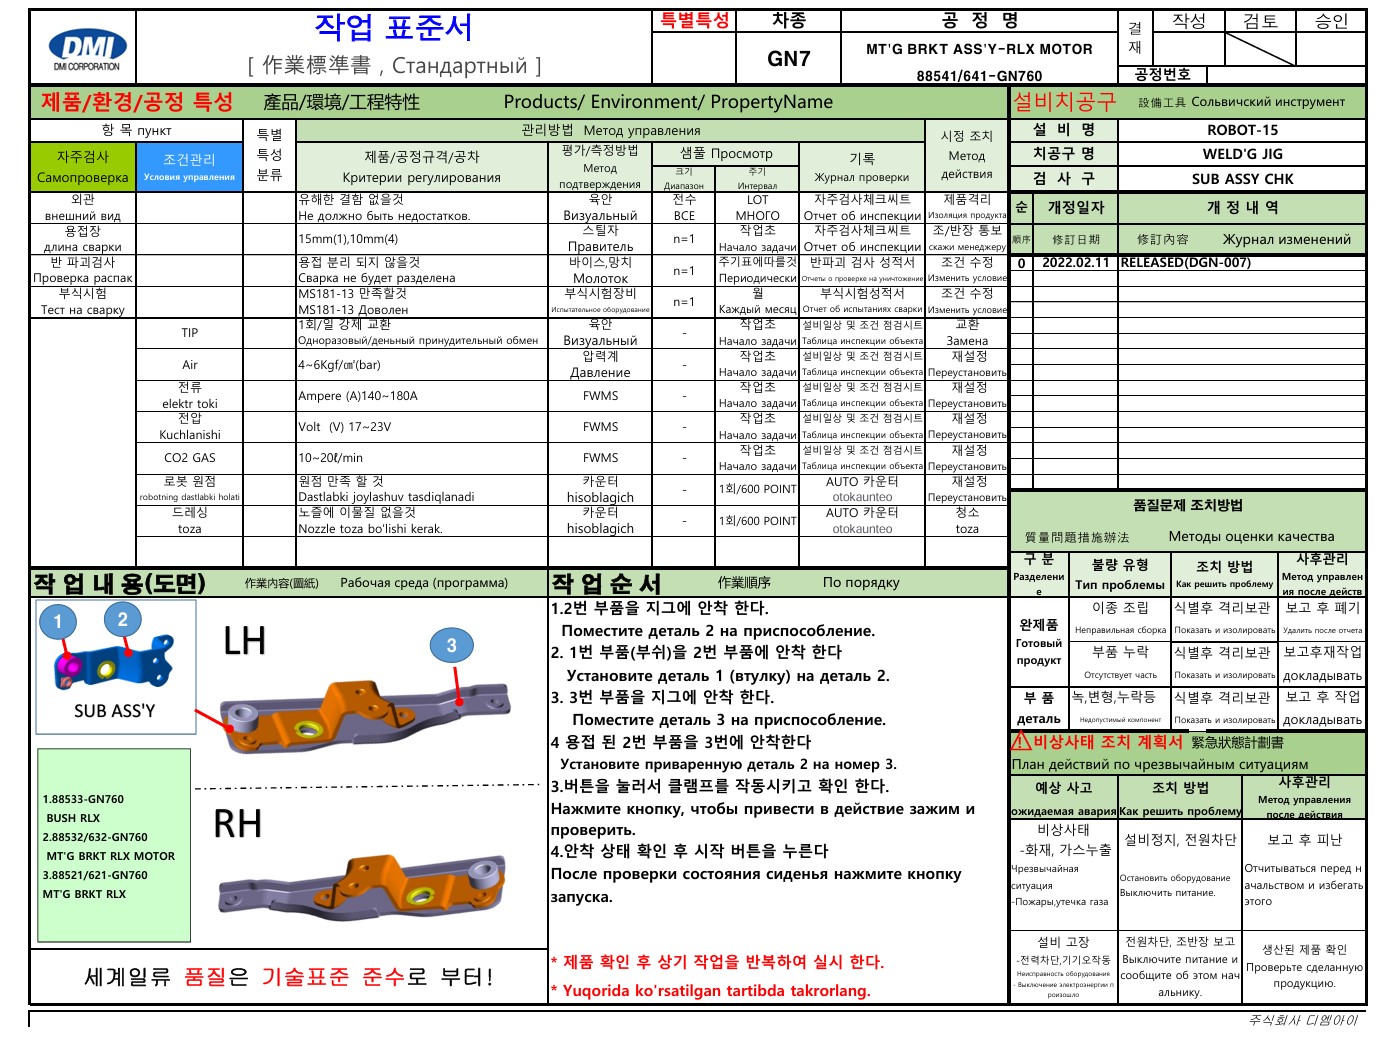 DMI
DMI CORPORATION
작업 표준서
[ 作業標準書 , Стандартный ]
특별특성
차종
GN7
공 정 명
MT'G BRKT ASS'Y-RLX MOTOR
88541/641-GN760
결재
작성
검토
승인
공정번호
제품/환경/공정 특성 産品/環境/工程特性 Products/ Environment/ PropertyName
항 목 пункт
특별
특성
분류
관리방법 Метод управления
시정 조치
Метод
действия
자주검사
Самопроверка
조건관리
Условия управления
제품/공정규격/공차
Критерии регулирования
평가/측정방법
Метод
подтверждения
샘풀 Просмотр
크기
Диапазон
주기
Интервал
기록
Журнал проверки
외관
внешний вид
유해한 결함 없을것
Не должно быть недостатков.
육안
Визуальный
전수
ВСЕ
LOT
МНОГО
자주검사체크씨트
Отчет об инспекции
제품격리
Изоляция продукта
용접장
длина сварки
15mm(1),10mm(4)
스틸자
Правитель
n=1
작업초
Начало задачи
자주검사체크씨트
Отчет об инспекции
조/반장 통보
скажи менеджеру
반 파괴검사
Проверка распак
용접 분리 되지 않을것
Сварка не будет разделена
바이스,망치
Молоток
n=1
주기표에따를것
Периодически
반파괴 검사 성적서
Отчеты о проверке на уничтожение
조건 수정
Изменить условие
부식시험
Тест на сварку
MS181-13 만족할것
MS181-13 Доволен
부식시험장비
Испытательное оборудование
n=1
월
Каждый месяц
부식시험성적서
Отчет об испытаниях сварки
조건 수정
Изменить условие
TIP
1회/일 강제 교환
Одноразовый/деньный принудительный обмен
육안
Визуальный
-
작업초
Начало задачи
설비일상 및 조건 점검시트
Таблица инспекции объекта
교환
Замена
Air
4~6Kgf/㎠(bar)
압력계
Давление
-
작업초
Начало задачи
설비일상 및 조건 점검시트
Таблица инспекции объекта
재설정
Переустановить
전류
elektr toki
Ampere (A)140~180A
FWMS
-
작업초
Начало задачи
설비일상 및 조건 점검시트
Таблица инспекции объекта
재설정
Переустановить
전압
Kuchlanishi
Volt (V) 17~23V
FWMS
-
작업초
Начало задачи
설비일상 및 조건 점검시트
Таблица инспекции объекта
재설정
Переустановить
CO2 GAS
10~20ℓ/min
FWMS
-
작업초
Начало задачи
설비일상 및 조건 점검시트
Таблица инспекции объекта
재설정
Переустановить
로봇 원점
robotning dastlabki holati
원점 만족 할 것
Dastlabki joylashuv tasdiqlanadi
카운터
hisoblagich
-
1회/600 POINT
AUTO 카운터
otokaunteo
재설정
Переустановить
드레싱
toza
노즐에 이물질 없을것
Nozzle toza bo'lishi kerak.
카운터
hisoblagich
-
1회/600 POINT
AUTO 카운터
otokaunteo
청소
toza
설비치공구 設備工具 Сольвичский инструмент
설 비 명
ROBOT-15
치공구 명
WELD'G JIG
검 사 구
SUB ASSY CHK
순
개정일자
개 정 내 역
順序
修訂日期
修訂內容 Журнал изменений
0
2022.02.11
RELEASED(DGN-007)
품질문제 조치방법
質量問題措施辦法 Методы оценки качества
구 분
Разделени
е
불량 유형
Тип проблемы
조치 방법
Как решить проблему
사후관리
Метод управлен
ия после действ
완제품
Готовый
продукт
이종 조립
Неправильная сборка
식별후 격리보관
Показать и изолировать
보고 후 폐기
Удалить после отчета
부품 누락
Отсутствует часть
식별후 격리보관
Показать и изолировать
보고후재작업
докладывать
부 품
деталь
녹,변형,누락등
Недопустимый компонент
식별후 격리보관
Показать и изолировать
보고 후 작업
докладывать
비상사태 조치 계획서 緊急狀態計劃書
План действий по чрезвычайным ситуациям
예상 사고
ожидаемая авария
조치 방법
Как решить проблему
사후관리
Метод управления
после действия
비상사태
-화재, 가스누출
Чрезвычайная
ситуация
-Пожары,утечка газа
설비정지, 전원차단
Остановить оборудование
Выключить питание.
보고 후 피난
Отчитываться перед н
ачальством и избегать
этого
설비 고장
-전력차단,기기오작동
Неисправность оборудования
- Выключение электроэнергии п
роизошло
전원차단, 조반장 보고
Выключите питание и
сообщите об этом нач
альнику.
생산된 제품 확인
Проверьте сделанную
продукцию.
작 업 내 용(도면) 作業內容(圖紙) Рабочая среда (программа)
1
2
SUB ASS'Y
LH
3
RH
1.88533-GN760
BUSH RLX
2.88532/632-GN760
MT'G BRKT RLX MOTOR
3.88521/621-GN760
MT'G BRKT RLX
세계일류 품질은 기술표준 준수로 부터!
작 업 순 서 作業順序 По порядку
1.2번 부품을 지그에 안착 한다.
Поместите деталь 2 на приспособление.
2. 1번 부품(부쉬)을 2번 부품에 안착 한다
Установите деталь 1 (втулку) на деталь 2.
3. 3번 부품을 지그에 안착 한다.
Поместите деталь 3 на приспособление.
4 용접 된 2번 부품을 3번에 안착한다
Установите приваренную деталь 2 на номер 3.
3.버튼을 눌러서 클램프를 작동시키고 확인 한다.
Нажмите кнопку, чтобы привести в действие зажим и
проверить.
4.안착 상태 확인 후 시작 버튼을 누른다
После проверки состояния сиденья нажмите кнопку
запуска.
* 제품 확인 후 상기 작업을 반복하여 실시 한다.
* Yuqorida ko'rsatilgan tartibda takrorlang.
주식회사 디엠아이